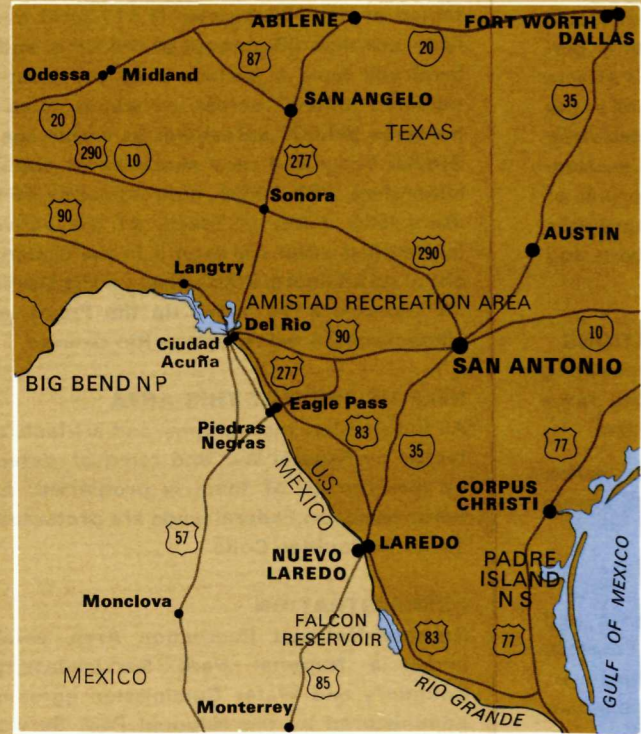 ABILENE
FORT WORTH
DALLAS
87
20
Odessa
Midland
35
SAN ANGELO
20
TEXAS
290
10
277
Sonora
90
290
AUSTIN
Langtry
AMISTAD RECREATION AREA
Del Rio
90
10
Ciudad
Acuña
SAN ANTONIO
BIG BEND NP
277
Eagle Pass
Piedras
Negras
83
35
77
U.S.
MEXICO
CORPUS
CHRISTI
57
NUEVO
LAREDO
LAREDO
PADRE
ISLAND
N S
GULF OF MEXICO
Monclova
FALCON
RESERVOIR
83
77
MEXICO
85
RIO GRANDE
Monterrey